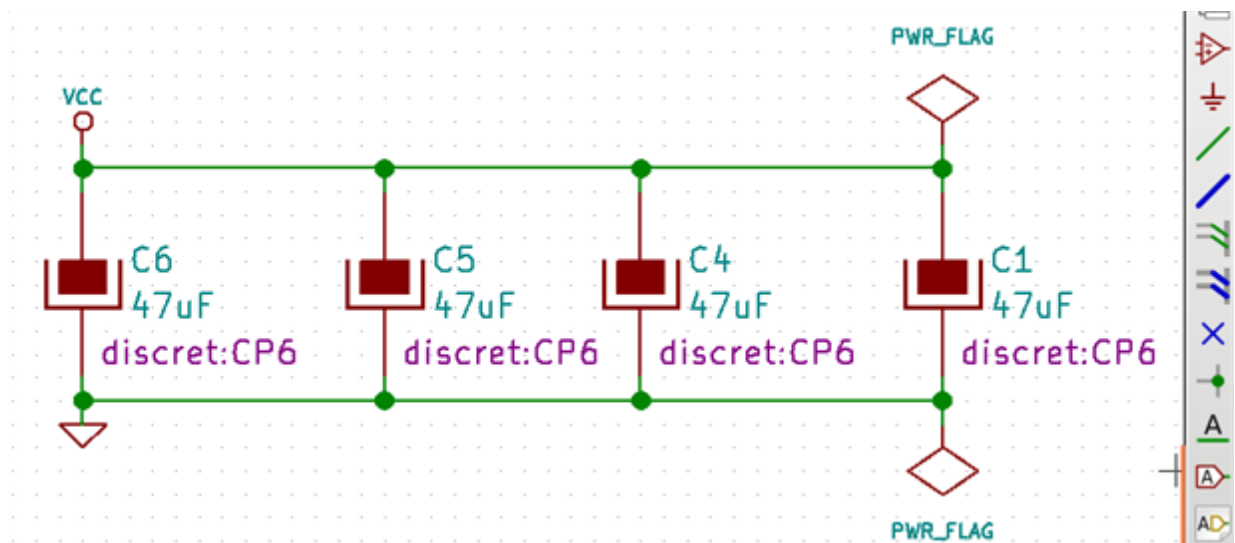 PWR_FLAG
VCC
C6
47uF
discret:CP6
C5
47uF
discret:CP6
C4
47uF
discret:CP6
C1
47uF
discret:CP6
PWR_FLAG
A
A
AD